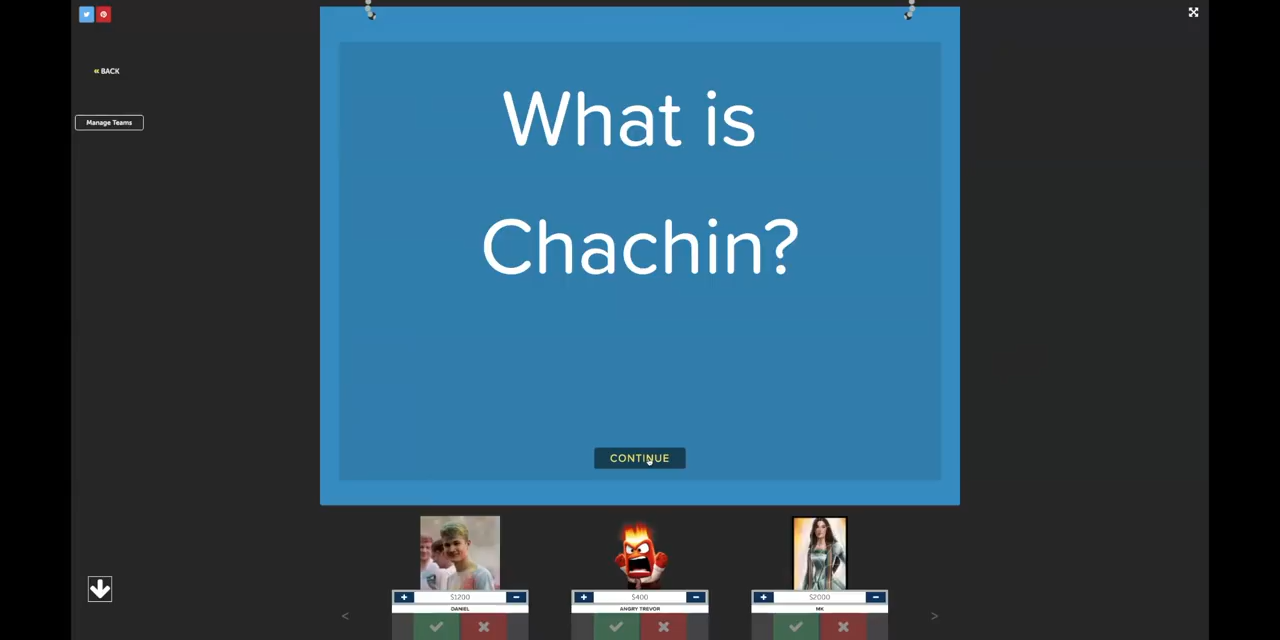 « BACK
Manage Teams
What is
Chachin?
CONTINUE
+ $1200 −
DANIEL
+ $400 −
ANGRY TREVOR
+ $2000 −
MK
< >